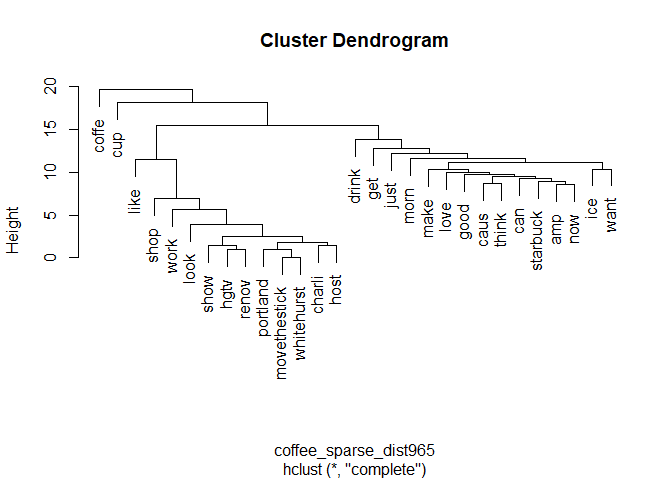 Cluster Dendrogram
Height
20
15
10
5
0
coffe
cup
like
shop
work
look
show
hgtv
renov
portland
movethestick
whitehurst
charli
host
drink
get
just
morn
make
love
good
caus
think
can
starbuck
amp
now
ice
want
coffee_sparse_dist965
hclust (*, "complete")